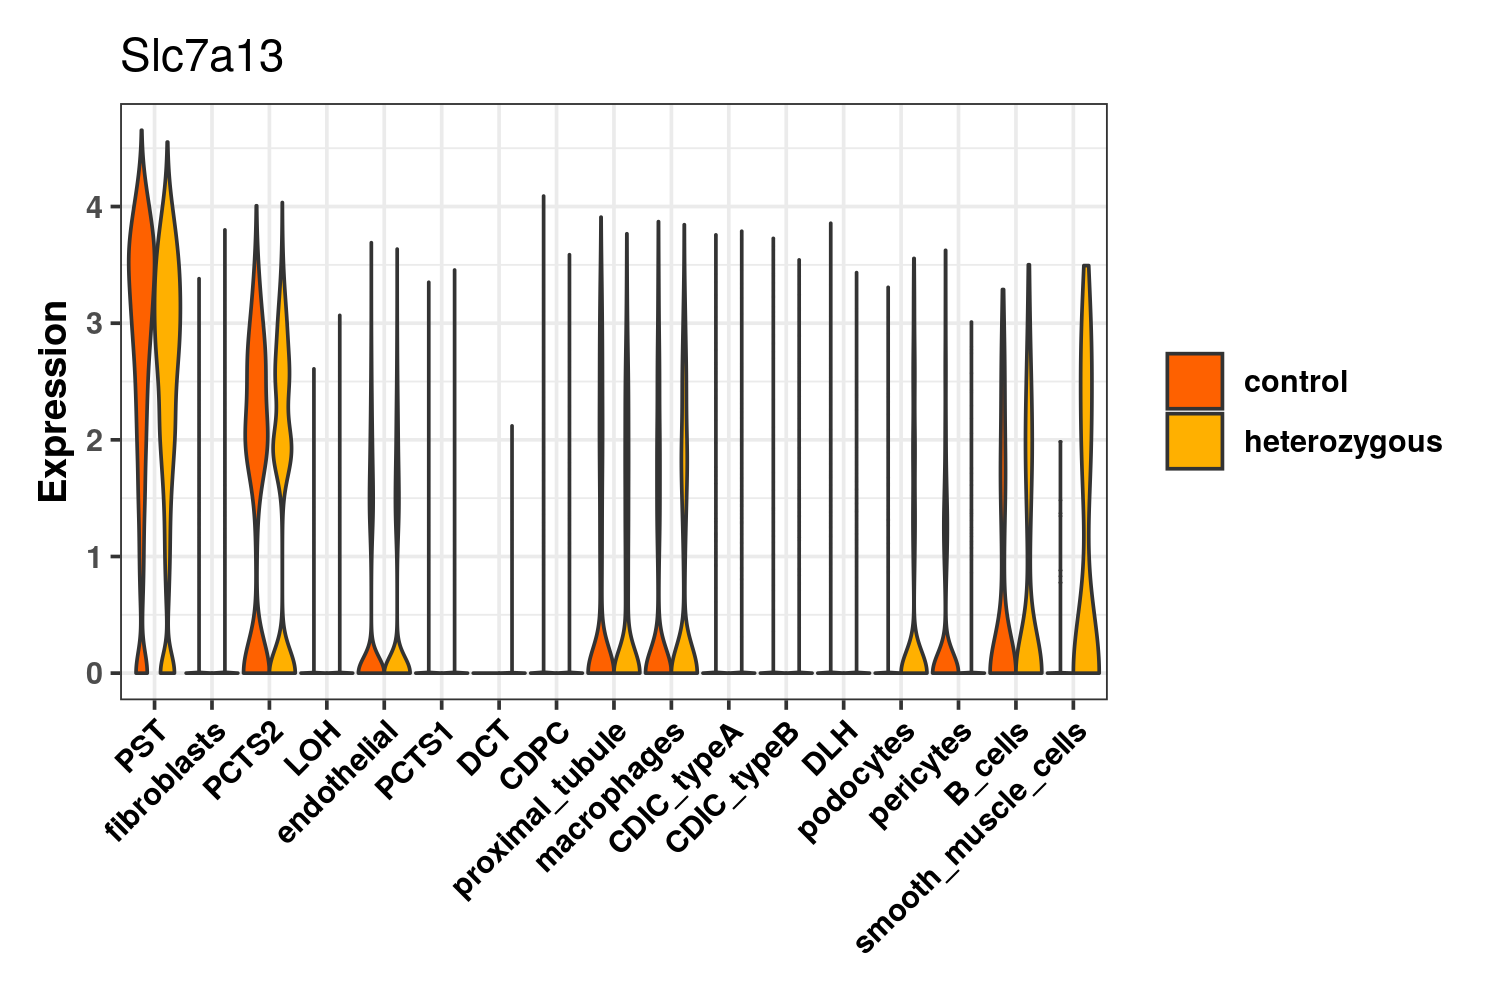 Slc7a13
Expression
4
3
2
1
0
PST
fibroblasts
PCTS2
LOH
endothelial
PCTS1
DCT
CDPC
proximal_tubule
macrophages
CDIC_typeA
CDIC_typeB
DLH
podocytes
pericytes
B_cells
smooth_muscle_cells
control
heterozygous